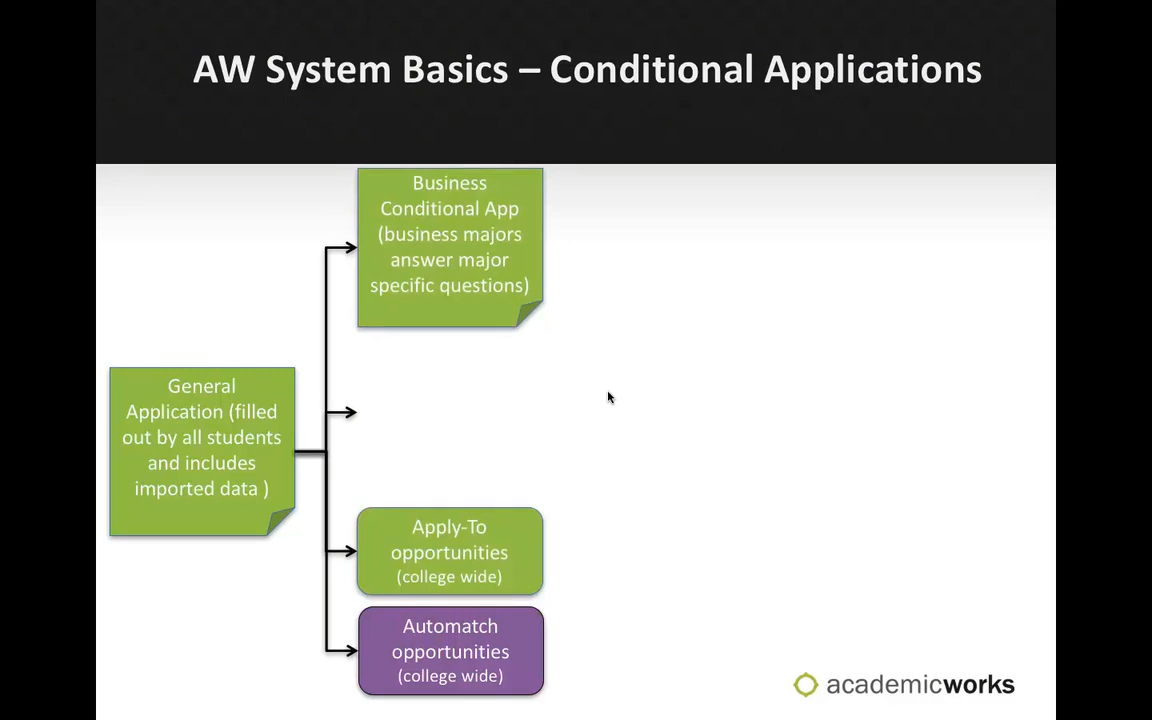 AW System Basics – Conditional Applications
Business
Conditional App
(business majors
answer major
specific questions)
General
Application (filled
out by all students
and includes
imported data )
Apply-To
opportunities
(college wide)
Automatch
opportunities
(college wide)
academicworks